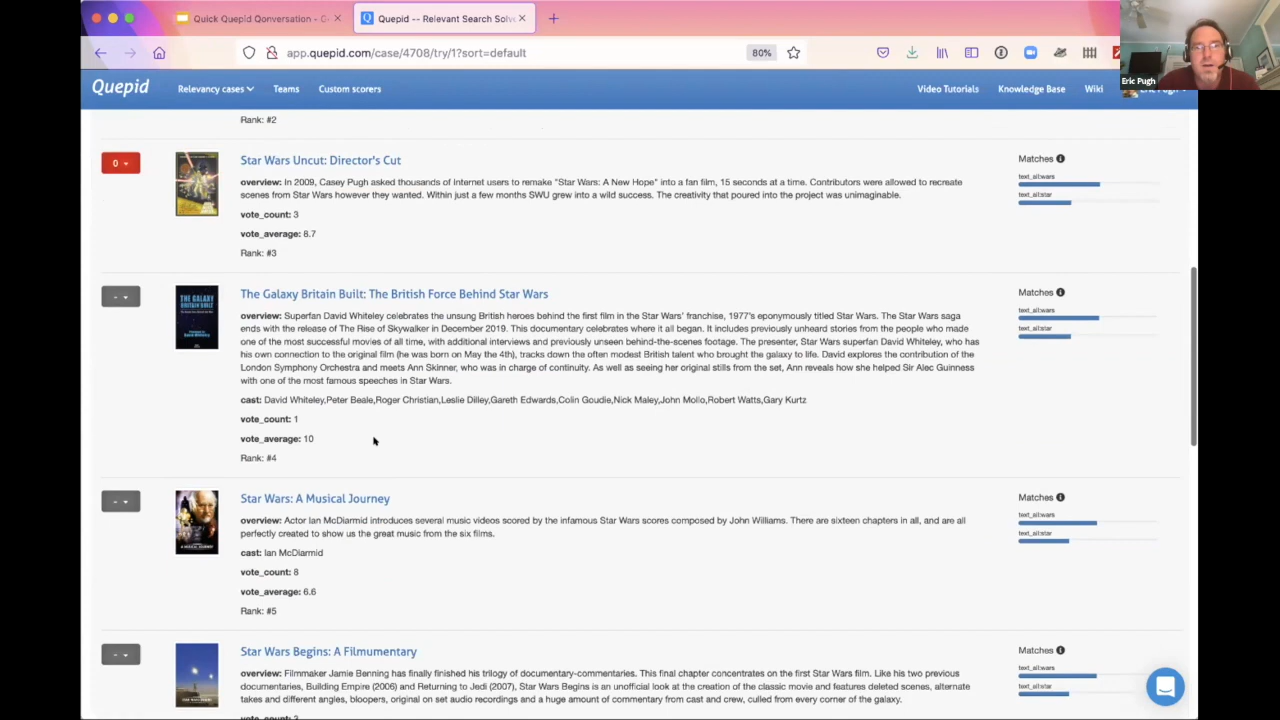 Quick Quepid Qonversation - G
Quepid -- Relevant Search Solv
app.quepid.com/case/4708/try/1?sort=default
80%
Eric Pugh
Quepid
Relevancy cases
Teams
Custom scorers
Video Tutorials
Knowledge Base
Wiki
Rank: #2
0
Star Wars Uncut: Director's Cut
overview: In 2009, Casey Pugh asked thousands of Internet users to remake "Star Wars: A New Hope" into a fan film, 15 seconds at a time. Contributors were allowed to recreate
scenes from Star Wars however they wanted. Within just a few months SWU grew into a wild success. The creativity that poured into the project was unimaginable.
vote_count: 3
vote_average: 8.7
Rank: #3
Matches
text_all:wars
text_all:star
- 
THE GALAXY
BRITAIN BUILT
The Galaxy Britain Built: The British Force Behind Star Wars
overview: Superfan David Whiteley celebrates the unsung British heroes behind the first film in the Star Wars' franchise, 1977's eponymously titled Star Wars. The Star Wars saga
ends with the release of The Rise of Skywalker in December 2019. This documentary celebrates where it all began. It includes previously unheard stories from the people who made
one of the most successful movies of all time, with additional interviews and previously unseen behind-the-scenes footage. The presenter, Star Wars superfan David Whiteley, who has
his own connection to the original film (he was born on May the 4th), tracks down the often modest British talent who brought the galaxy to life. David explores the contribution of the
London Symphony Orchestra and meets Ann Skinner, who was in charge of continuity. As well as seeing her original stills from the set, Ann reveals how she helped Sir Alec Guinness
with one of the most famous speeches in Star Wars.
cast: David Whiteley,Peter Beale,Roger Christian,Leslie Dilley,Gareth Edwards,Colin Goudie,Nick Maley,John Mollo,Robert Watts,Gary Kurtz
vote_count: 1
vote_average: 10
Rank: #4
Matches
text_all:wars
text_all:star
-
Star Wars: A Musical Journey
overview: Actor Ian McDiarmid introduces several music videos scored by the infamous Star Wars scores composed by John Williams. There are sixteen chapters in all, and are all
perfectly created to show us the great music from the six films.
cast: Ian McDiarmid
vote_count: 8
vote_average: 6.6
Rank: #5
Matches
text_all:wars
text_all:star
-
Star Wars Begins: A Filmumentary
overview: Filmmaker Jamie Benning has finally finished his trilogy of documentary-commentaries. This final chapter concentrates on the first Star Wars film. Like his two previous
documentaries, Building Empire (2006) and Returning to Jedi (2007), Star Wars Begins is an unofficial look at the creation of the classic movie and features deleted scenes, alternate
takes and different angles, bloopers, original on set audio recordings and a huge amount of commentary from cast and crew, culled from every corner of the galaxy.
Matches
text_all:wars
text_all:star